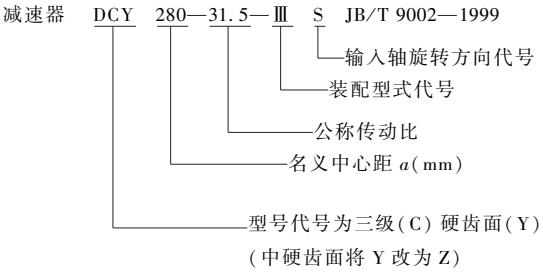 减速器 DCY 280—31.5—Ⅲ S JB/T 9002—1999
输入轴旋转方向代号
装配型式代号
公称传动比
名义中心距 a(mm)
型号代号为三级(C) 硬齿面(Y)
(中硬齿面将 Y 改为 Z)